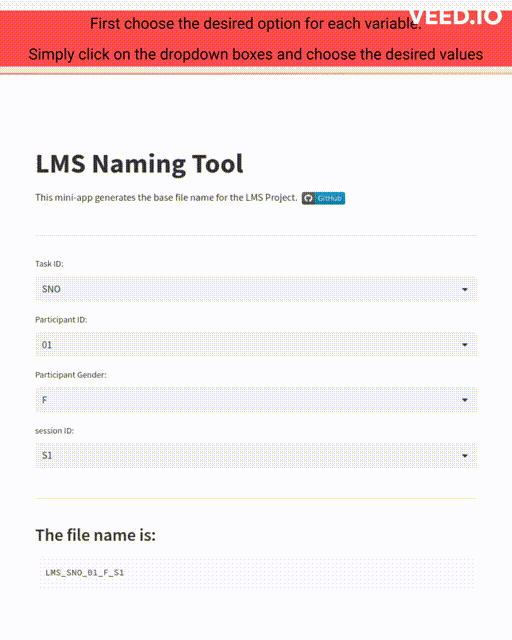 First choose the desired option for each variable.
VEED.IO
Simply click on the dropdown boxes and choose the desired values
LMS Naming Tool
This mini-app generates the base file name for the LMS Project. GitHub
Task ID:
SNO
Participant ID:
01
Participant Gender:
F
session ID:
S1
The file name is:
LMS_SNO_01_F_S1